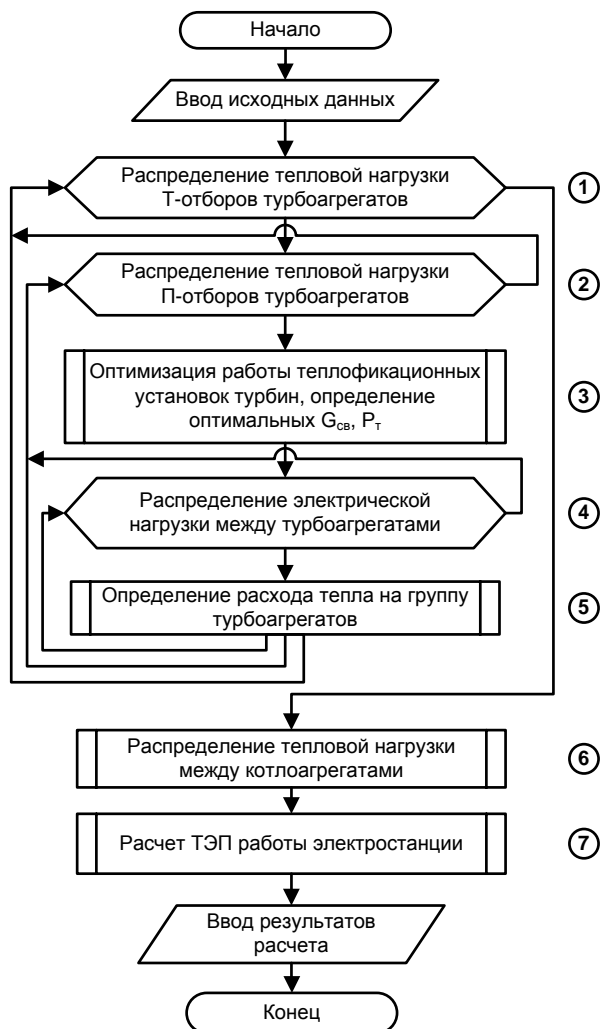 Начало
Ввод исходных данных
Распределение тепловой нагрузки
Т-отборов турбоагрегатов
1
Распределение тепловой нагрузки
П-отборов турбоагрегатов
2
Оптимизация работы теплофикационных
установок турбин, определение
оптимальных Gсв, Pт
3
Распределение электрической
нагрузки между турбоагрегатами
4
Определение расхода тепла на группу
турбоагрегатов
5
Распределение тепловой нагрузки
между котлоагрегатами
6
Расчет ТЭП работы электростанции
7
Ввод результатов
расчета
Конец